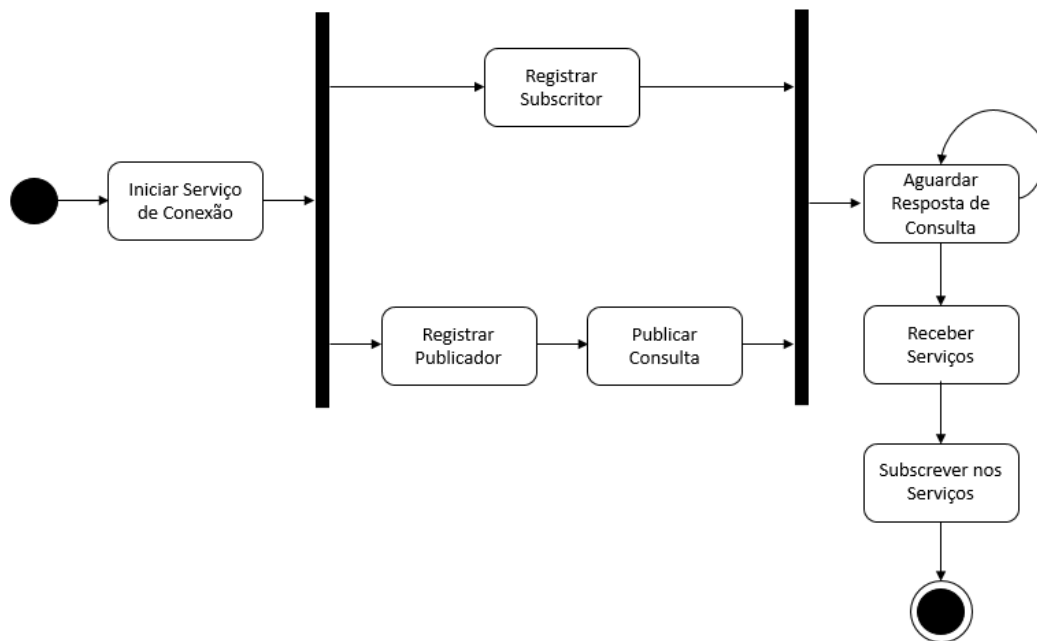 Registrar
Subscritor
Iniciar Serviço
de Conexão
Aguardar
Resposta de
Consulta
Registrar
Publicador
Publicar
Consulta
Receber
Serviços
Subscrever nos
Serviços